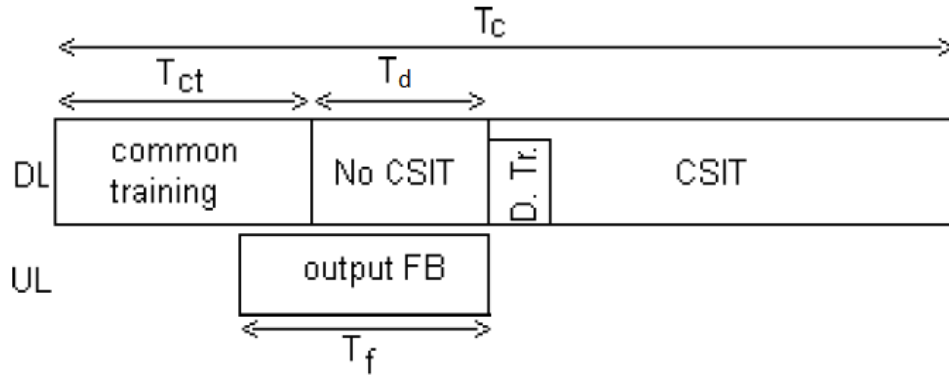 Tc
Tct
Td
DL
common
training
No CSIT
D. Tr.
CSIT
UL
output FB
Tf